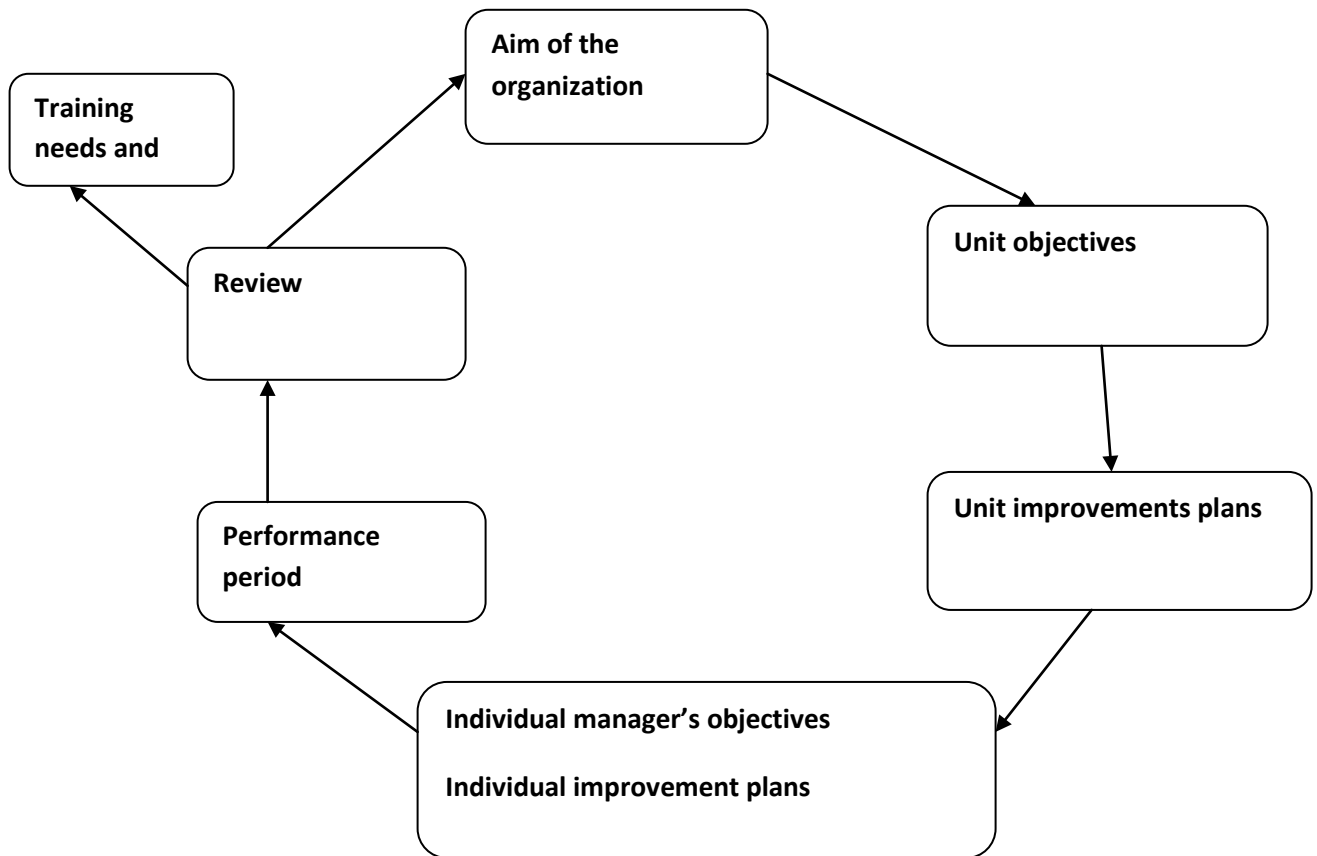 Aim of the
organization
Training
needs and
Unit objectives
Review
Unit improvements plans
Performance
period
Individual manager’s objectives
Individual improvement plans